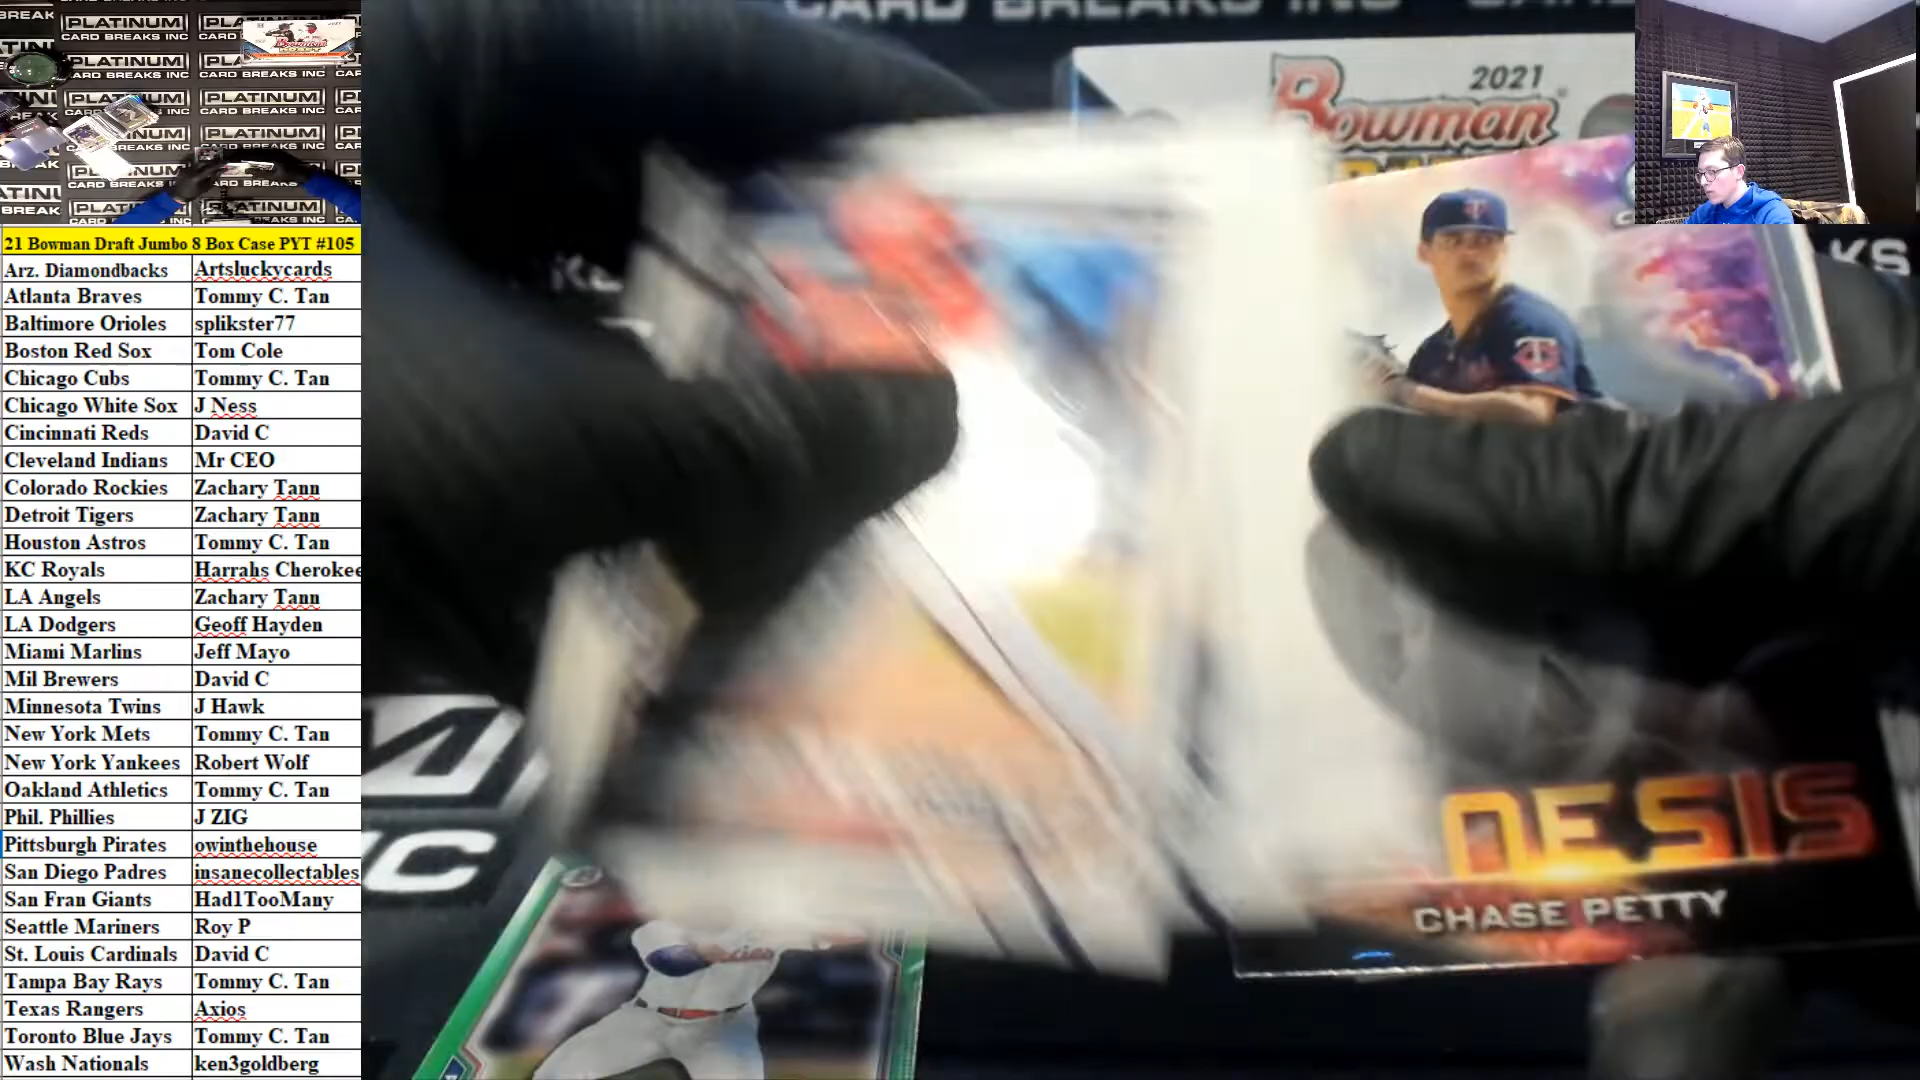 PLATINUM
CARD BREAKS INC
CARD BREAKS INC
2021
Bowman
21 Bowman Draft Jumbo 8 Box Case PYT #105
Arz. Diamondbacks Artsluckycards
Atlanta Braves Tommy C. Tan
Baltimore Orioles splikster77
Boston Red Sox Tom Cole
Chicago Cubs Tommy C. Tan
Chicago White Sox J Ness
Cincinnati Reds David C
Cleveland Indians Mr CEO
Colorado Rockies Zachary Tann
Detroit Tigers Zachary Tann
Houston Astros Tommy C. Tan
KC Royals Harrahs Cherokee
LA Angels Zachary Tann
LA Dodgers Geoff Hayden
Miami Marlins Jeff Mayo
Mil Brewers David C
Minnesota Twins J Hawk
New York Mets Tommy C. Tan
New York Yankees Robert Wolf
Oakland Athletics Tommy C. Tan
Phil. Phillies J ZIG
Pittsburgh Pirates owinthehouse
San Diego Padres insanecollectables
San Fran Giants Had1TooMany
Seattle Mariners Roy P
St. Louis Cardinals David C
Tampa Bay Rays Tommy C. Tan
Texas Rangers Axios
Toronto Blue Jays Tommy C. Tan
Wash Nationals ken3goldberg
NESIS
CHASE PETTY